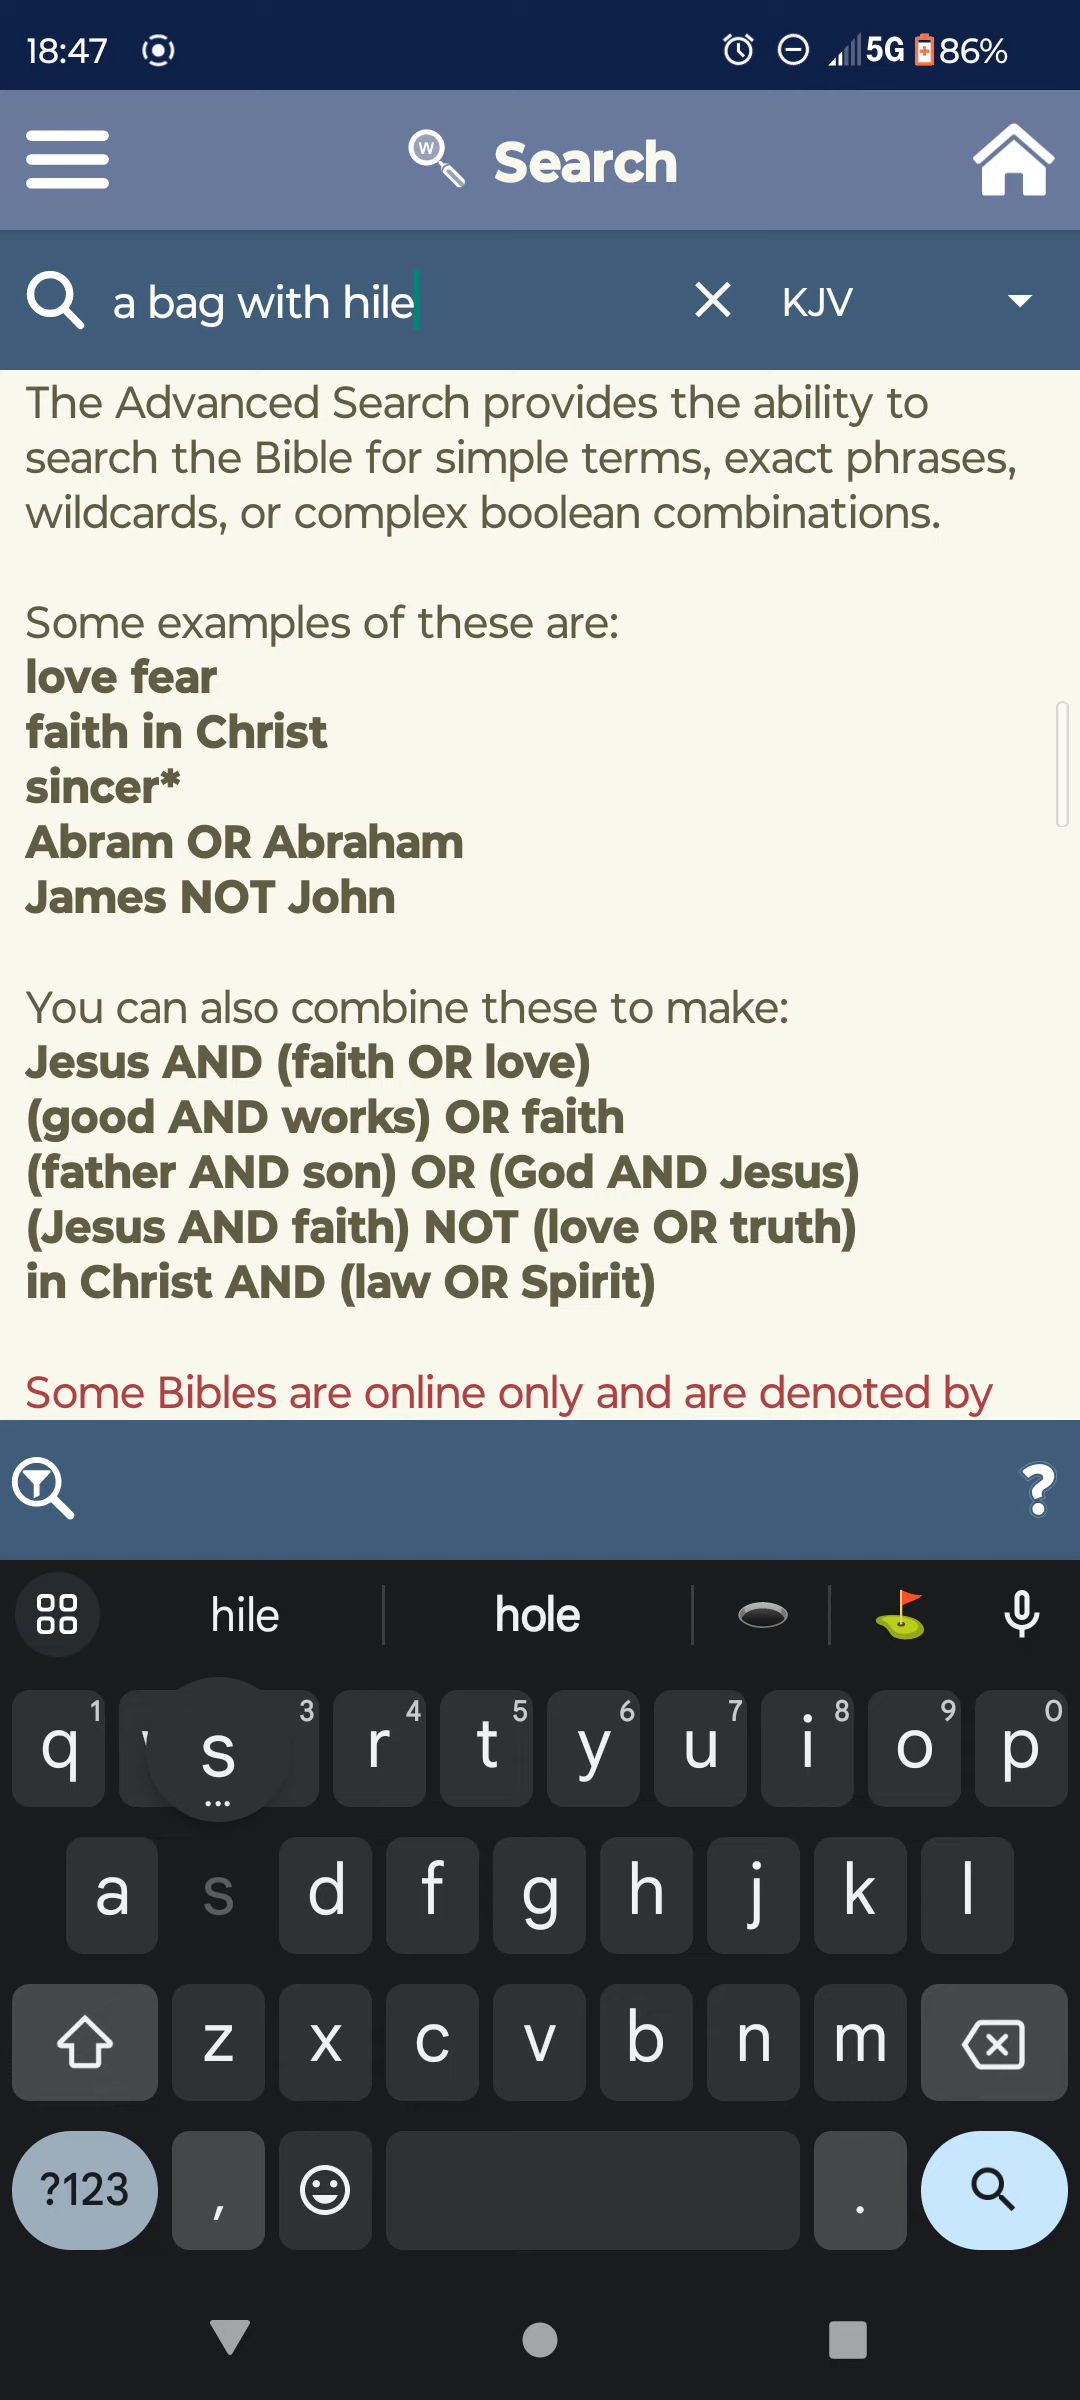 18:47 5G 86%
Search
a bag with hile KJV
The Advanced Search provides the ability to
search the Bible for simple terms, exact phrases,
wildcards, or complex boolean combinations.
Some examples of these are:
love fear
faith in Christ
sincer*
Abram OR Abraham
James NOT John
You can also combine these to make:
Jesus AND (faith OR love)
(good AND works) OR faith
(father AND son) OR (God AND Jesus)
(Jesus AND faith) NOT (love OR truth)
in Christ AND (law OR Spirit)
Some Bibles are online only and are denoted by
?
hile hole
q 1 s ... 3 r 4 t 5 y 6 u 7 i 8 o 9 p 0
a s d f g h j k l
z x c v b n m
?123 , .